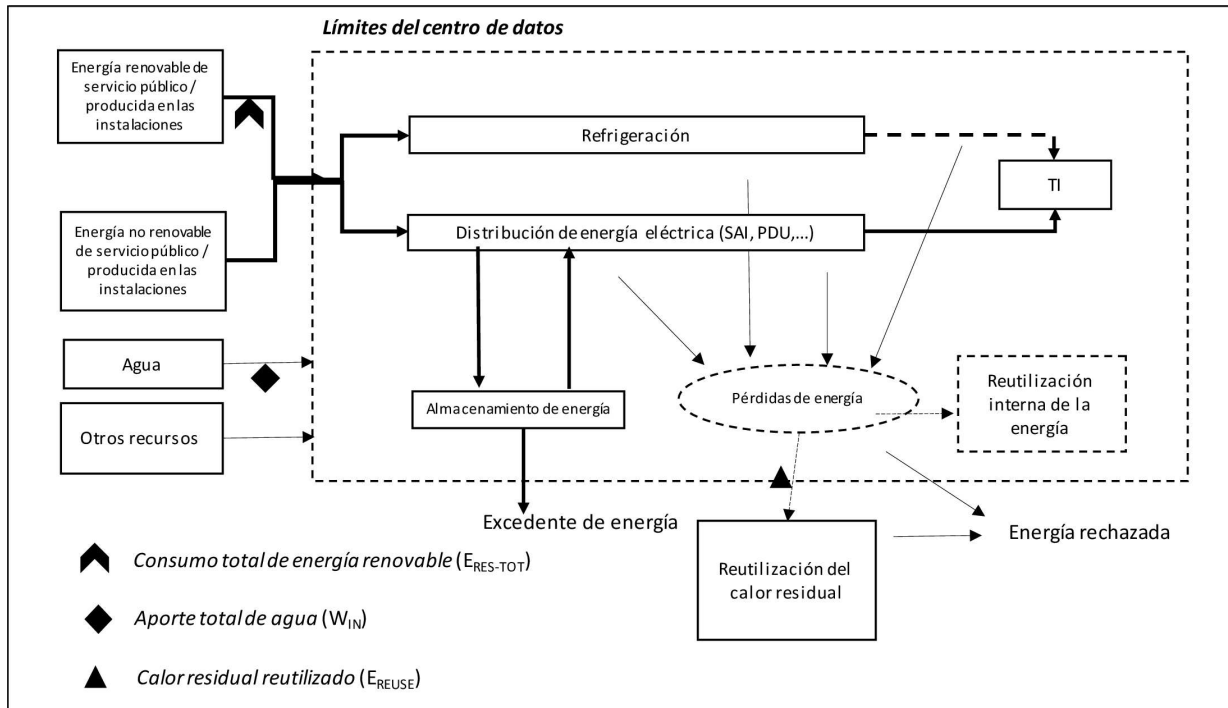 Límites del centro de datos
Energía renovable de
servicio público /
producida en las
instalaciones
Refrigeración
TI
Energía no renovable
de servicio público /
producida en las
instalaciones
Distribución de energía eléctrica (SAI, PDU,...)
Agua
Otros recursos
Almacenamiento de energía
Pérdidas de energía
Reutilización
interna de la
energía
Excedente de energía
Reutilización del
calor residual
Energía rechazada
Consumo total de energía renovable (E_RES-TOT)
Aporte total de agua (W_IN)
Calor residual reutilizado (E_REUSE)